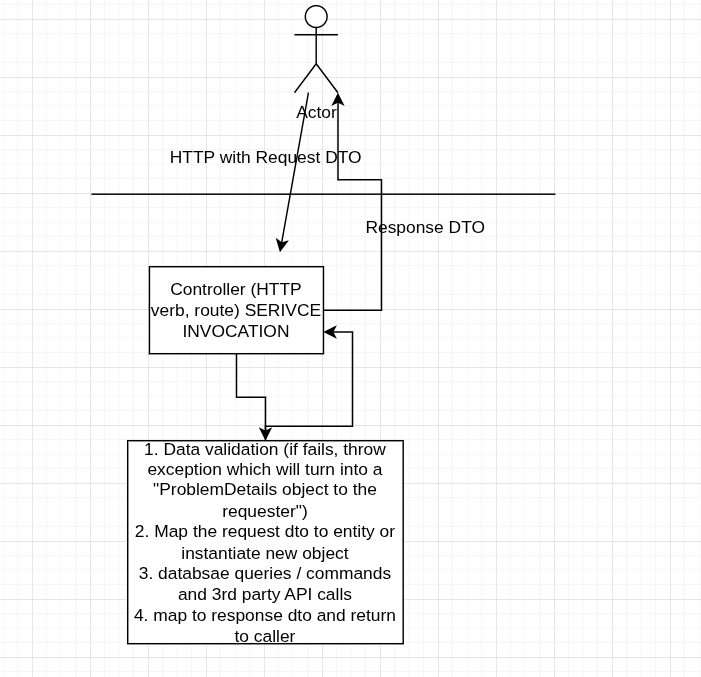 Actor
HTTP with Request DTO
Response DTO
Controller (HTTP
verb, route) SERIVCE
INVOCATION
1. Data validation (if fails, throw
exception which will turn into a
"ProblemDetails object to the
requester")
2. Map the request dto to entity or
instantiate new object
3. databsae queries / commands
and 3rd party API calls
4. map to response dto and return
to caller